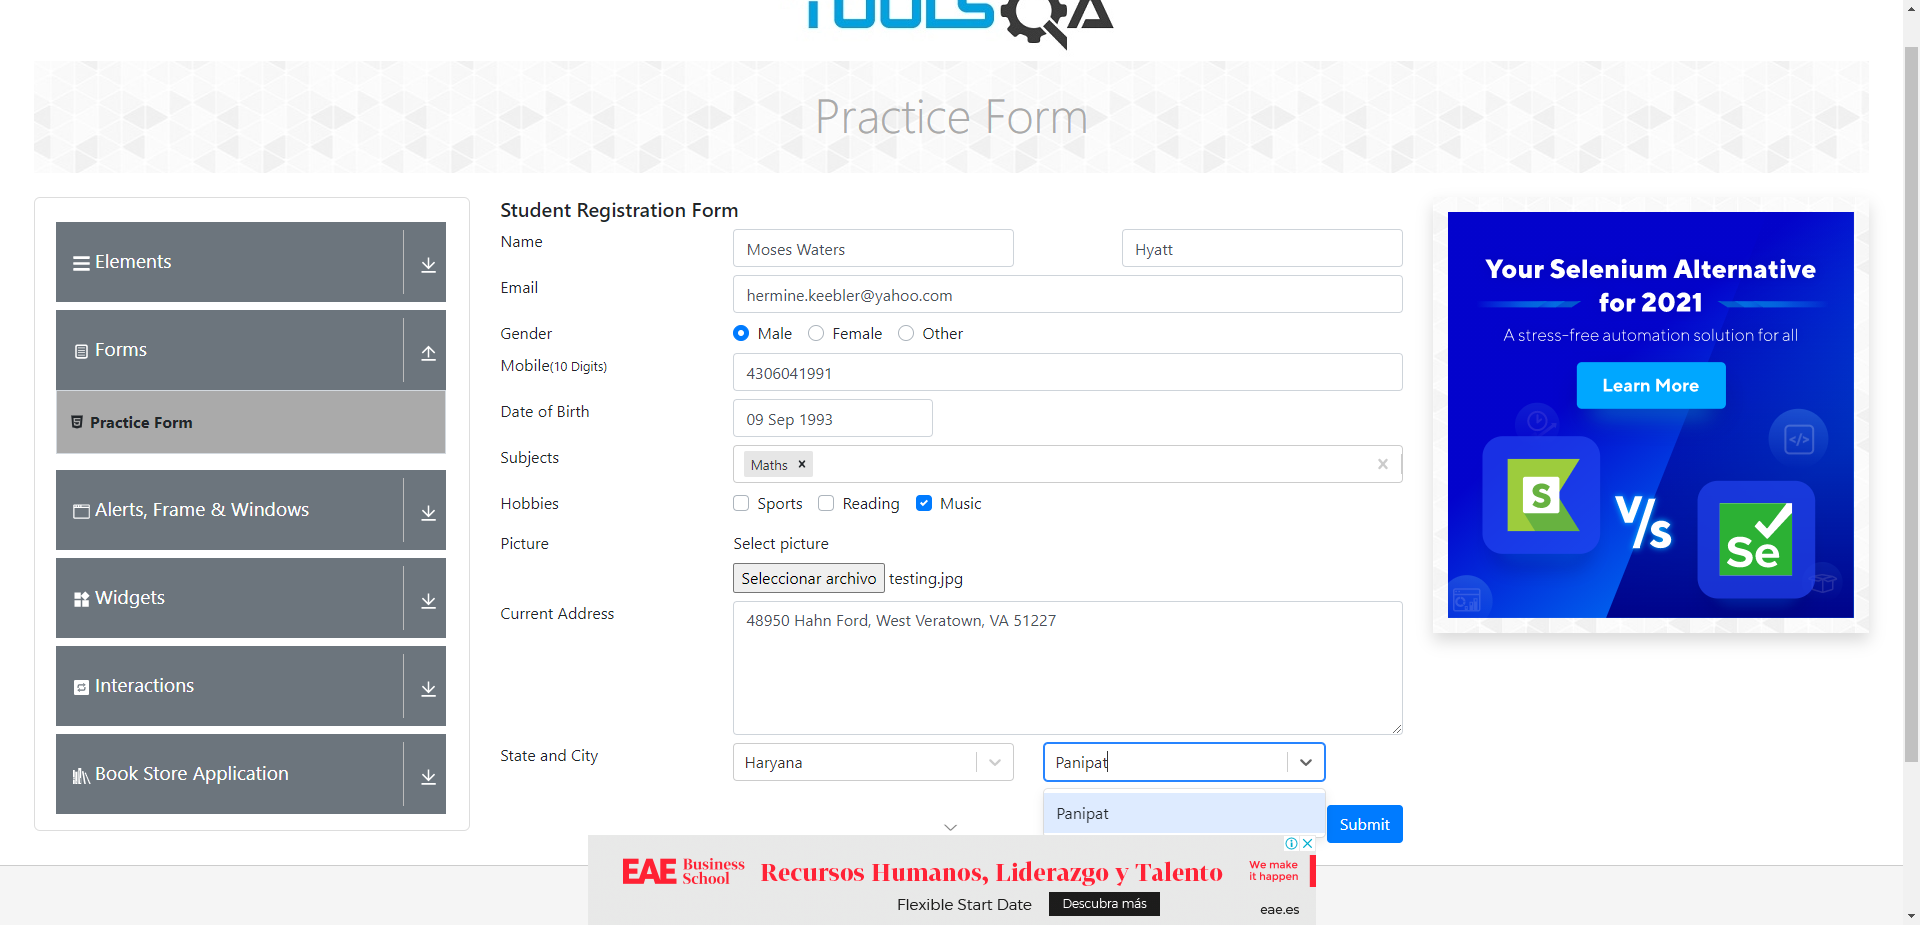 TOOLSQA
Practice Form
Elements
Forms
Practice Form
Alerts, Frame & Windows
Widgets
Interactions
Book Store Application
Student Registration Form
Name
Moses Waters
Hyatt
Email
hermine.keebler@yahoo.com
Gender
Male
Female
Other
Mobile(10 Digits)
4306041991
Date of Birth
09 Sep 1993
Subjects
Maths
Hobbies
Sports
Reading
Music
Picture
Select picture
Seleccionar archivo testing.jpg
Current Address
48950 Hahn Ford, West Veratown, VA 51227
State and City
Haryana
Panipat
Panipat
Submit
Your Selenium Alternative
for 2021
A stress-free automation solution for all
Learn More
</>
S
V/s
Se
EAE Business
School
Recursos Humanos, Liderazgo y Talento
Flexible Start Date
Descubra más
We make
it happen
eae.es